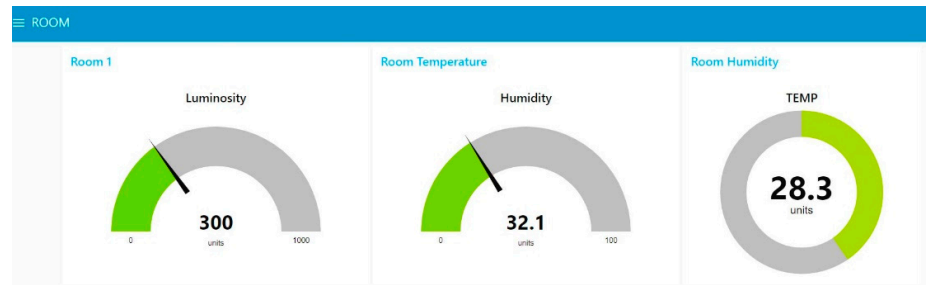 ROOM
Room 1
Luminosity
300
units
0
1000
Room Temperature
Humidity
32.1
units
0
100
Room Humidity
TEMP
28.3
units